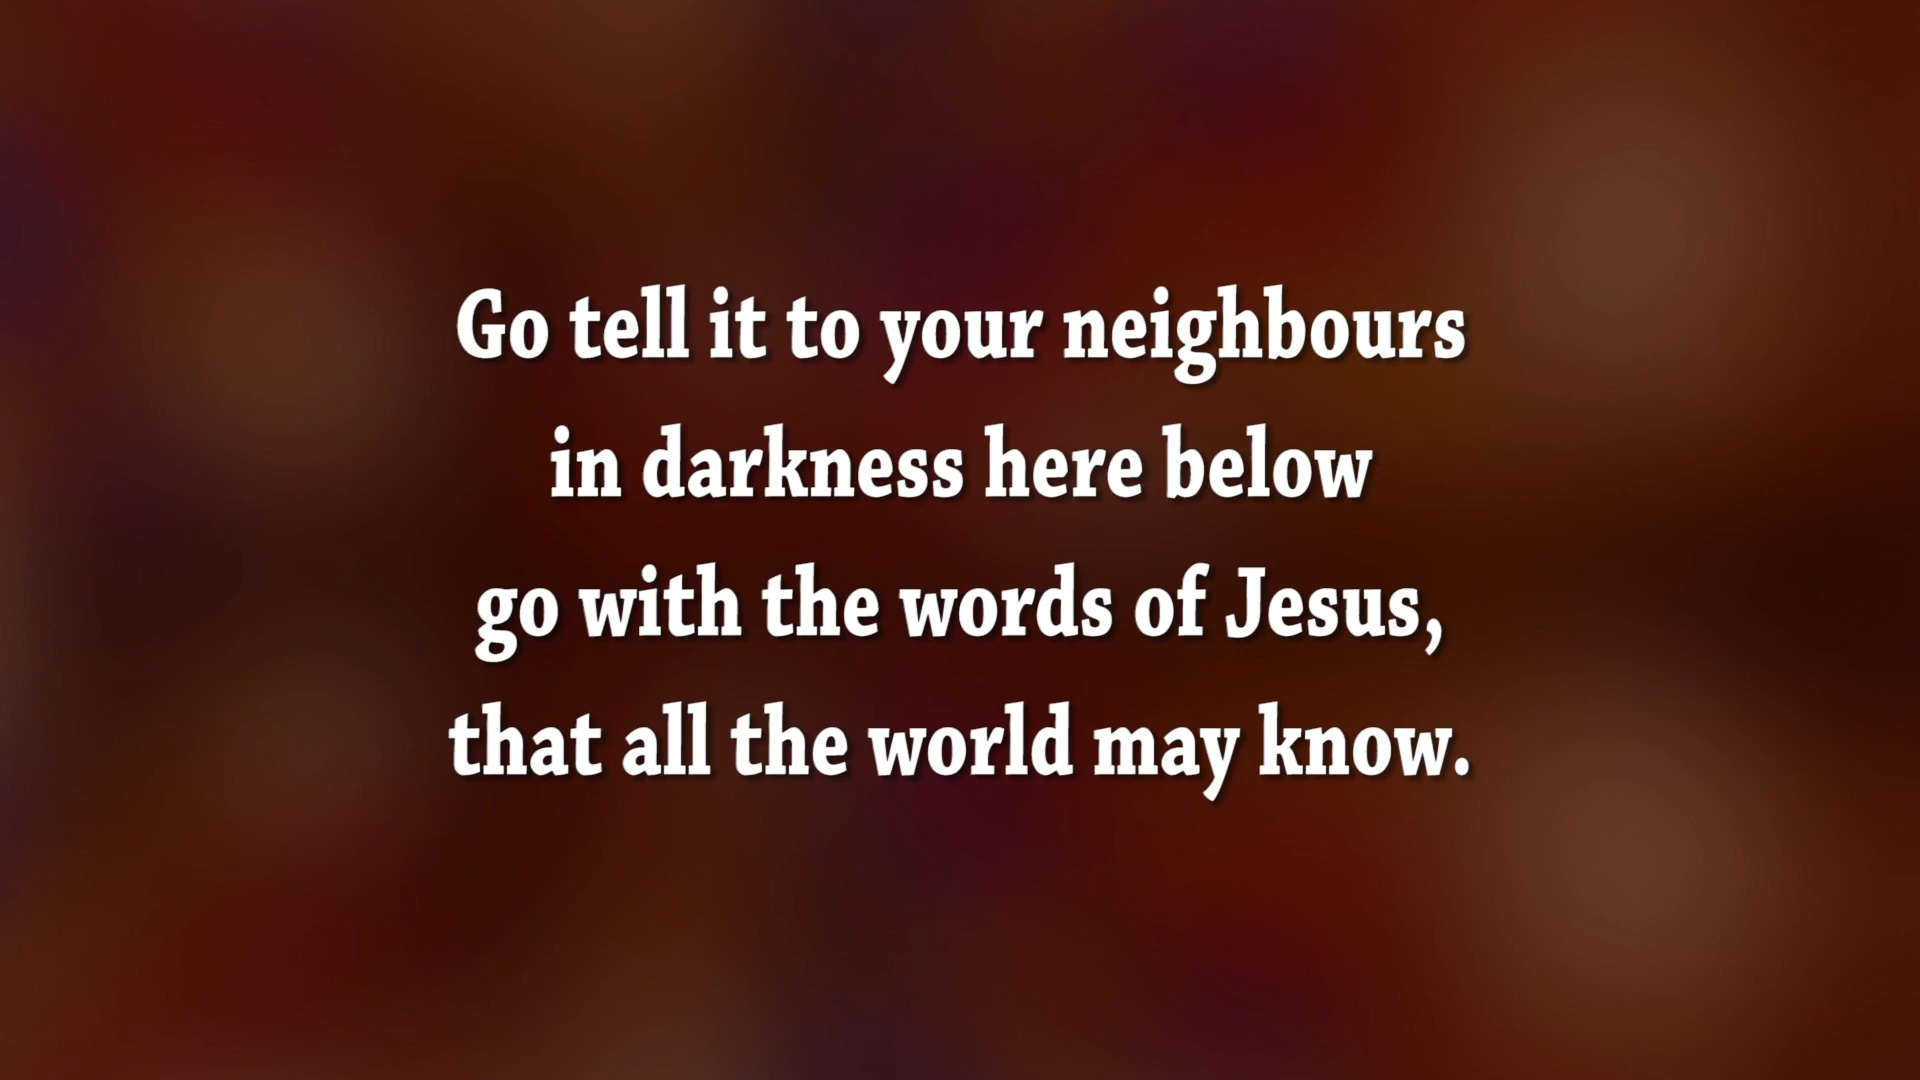 Go tell it to your neighbours
in darkness here below
go with the words of Jesus,
that all the world may know.